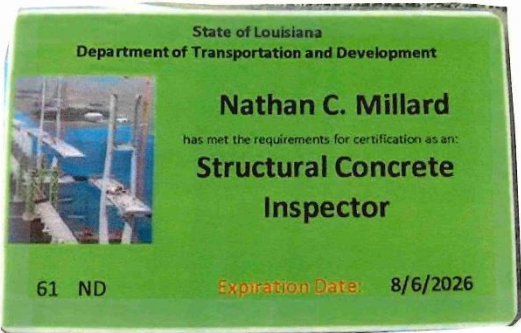 State of Louisiana
Department of Transportation and Development
Nathan C. Millard
has met the requirements for certification as an:
Structural Concrete
Inspector
61 ND
Expiration Date: 8/6/2026